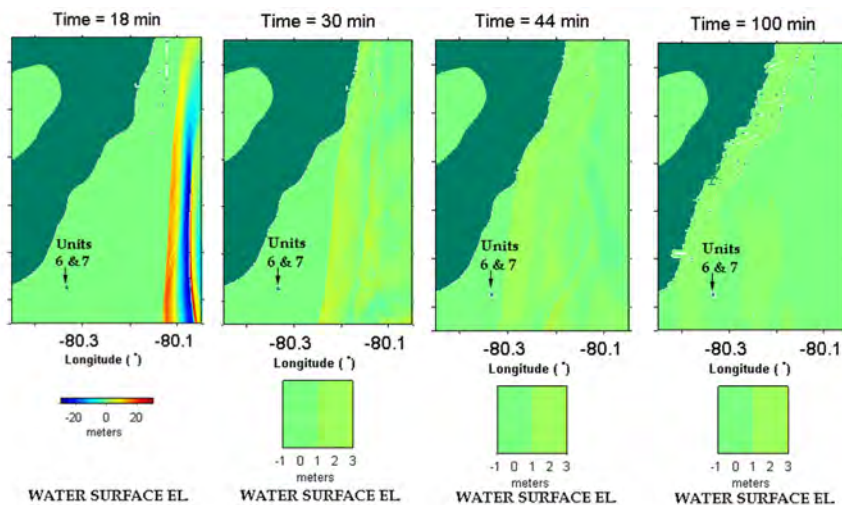 Time = 18 min
Time = 30 min
Time = 44 min
Time = 100 min
Units
6 & 7
Units
6 & 7
Units
6 & 7
Units
6 & 7
-80.3 -80.1
-80.3 -80.1
-80.3 -80.1
-80.3 -80.1
Longitude (°)
Longitude (°)
Longitude (°)
Longitude (°)
-20 0 20
meters
-1 0 1 2 3
meters
-1 0 1 2 3
meters
-1 0 1 2 3
meters
WATER SURFACE EL.
WATER SURFACE EL.
WATER SURFACE EL.
WATER SURFACE EL.